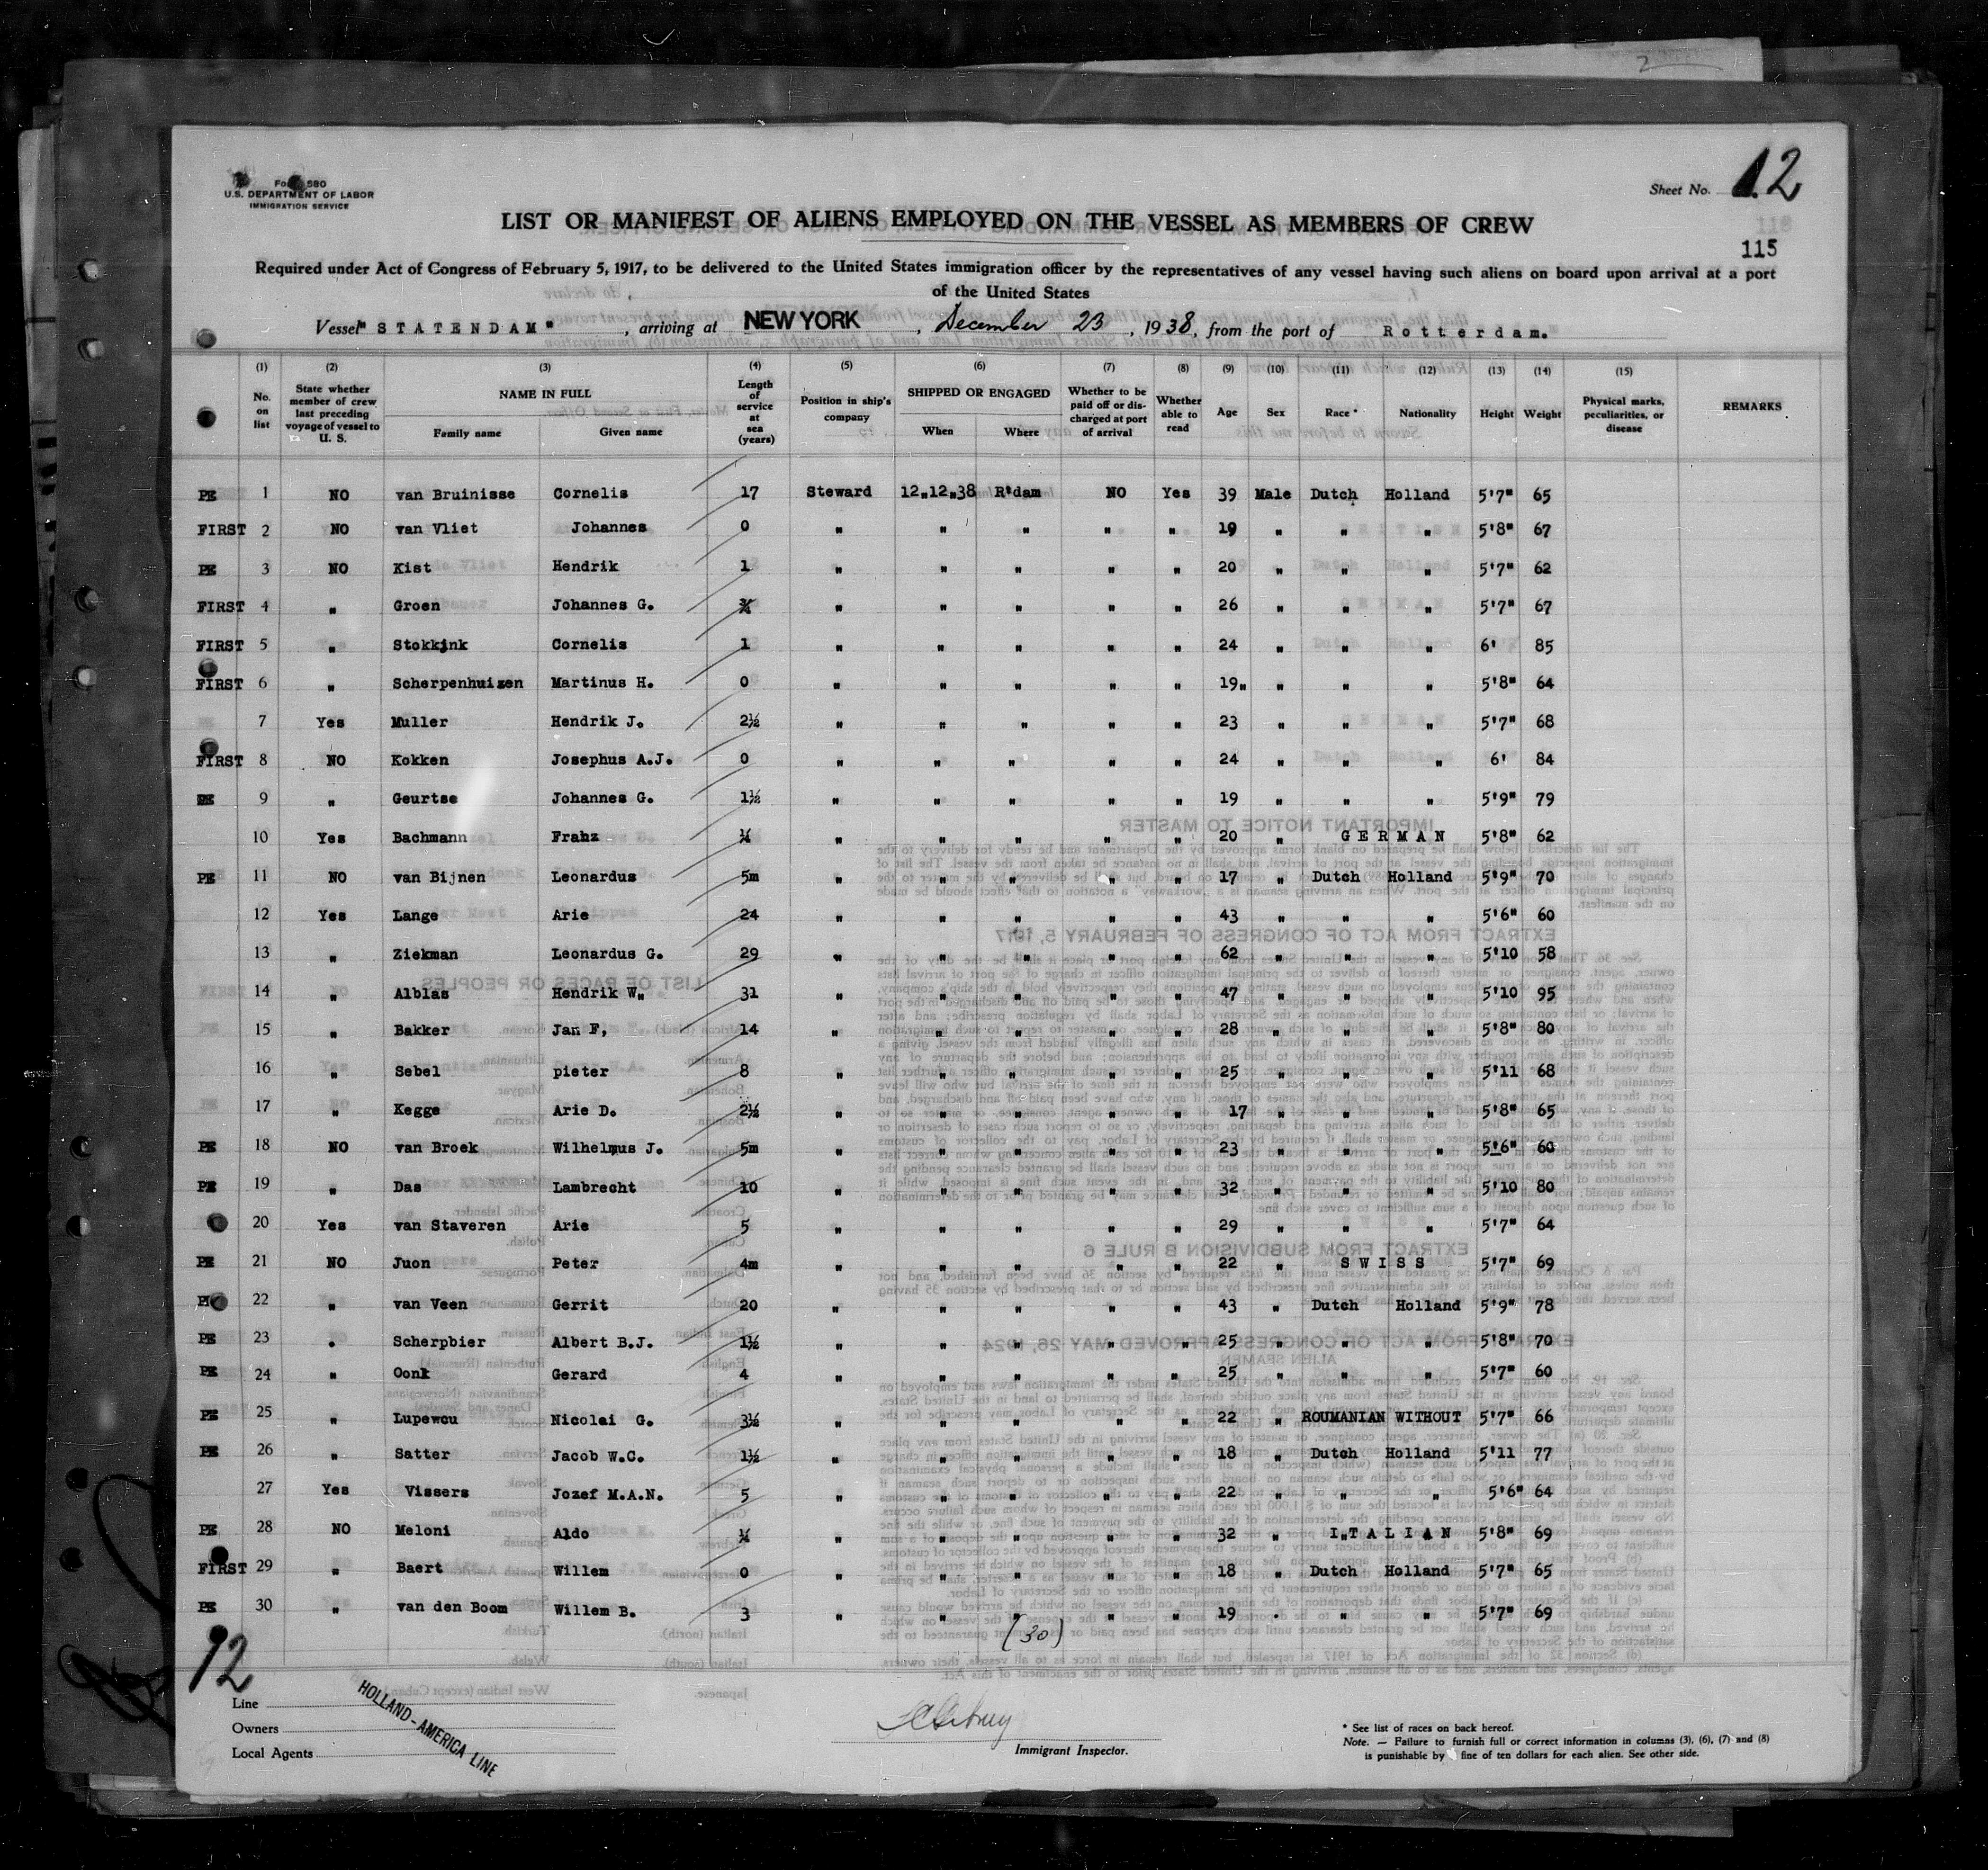 Form 680
U.S. DEPARTMENT OF LABOR
IMMIGRATION SERVICE
Sheet No. 12
LIST OR MANIFEST OF ALIENS EMPLOYED ON THE VESSEL AS MEMBERS OF CREW
115
Required under Act of Congress of February 5, 1917, to be delivered to the United States immigration officer by the representatives of any vessel having such aliens on board upon arrival at a port
of the United States
Vessel "STATENDAM", arriving at NEW YORK, December 23, 1938, from the port of Rotterdam.
(1) No. on list (2) State whether member of crew last preceding voyage of vessel to U. S. (3) NAME IN FULL Family name Given name (4) Length of service at sea (years) (5) Position in ship's company (6) SHIPPED OR ENGAGED When Where (7) Whether to be paid off or discharged at port of arrival (8) Whether able to read (9) Age (10) Sex (11) Race* (12) Nationality (13) Height (14) Weight (15) Physical marks, peculiarities, or disease REMARKS
PE 1 NO van Bruinisse Cornelis 17 Steward 12.12.38 R'dam NO Yes 39 Male Dutch Holland 5'7" 65
FIRST 2 NO van Vliet Johannes 0 " " " " " 19 " " " 5'8" 67
PE 3 NO Kist Hendrik 1 " " " " " 20 " " " 5'7" 62
FIRST 4 " Groen Johannes G. ¾ " " " " " 26 " " " 5'7" 67
FIRST 5 " Stokkink Cornelis 1 " " " " " 24 " " " 6' 85
FIRST 6 " Scherpenhuizen Martinus H. 0 " " " " " 19 " " " 5'8" 64
7 Yes Muller Hendrik J. 2½ " " " " " 23 " " " 5'7" 68
FIRST 8 NO Kokken Josephus A.J. 0 " " " " " 24 " " " 6' 84
PE 9 " Geurtse Johannes G. 1½ " " " " " 19 " " " 5'9" 79
10 Yes Bachmann Franz ¼ " " " " " 20 " GERMAN 5'8" 62
PE 11 NO van Bijnen Leonardus 5m " " " " " 17 " Dutch Holland 5'9" 70
12 Yes Lange Arie 24 " " " " " 43 " " " 5'6" 60
13 " Ziekman Leonardus G. 29 " " " " " 62 " " " 5'10 58
14 " Alblas Hendrik W. 31 " " " " " 47 " " " 5'10 95
15 " Bakker Jan F, 14 " " " " " 28 " " " 5'8" 80
16 " Sebel pieter 8 " " " " " 25 " " " 5'11 68
17 " Kegge Arie D. 2½ " " " " " 17 " " " 5'8" 65
PE 18 NO van Broek Wilhelmus J. 5m " " " " " 23 " " " 5'6" 60
PE 19 " Das Lambrecht 10 " " " " " 32 " " " 5'10 80
20 Yes van Staveren Arie 5 " " " " " 29 " " " 5'7" 64
PE 21 NO Juon Peter 4m " " " " " 22 " SWISS 5'7" 69
PE 22 " van Veen Gerrit 20 " " " " " 43 " Dutch Holland 5'9" 78
PE 23 " Scherpbier Albert B.J. 1½ " " " " " 25 " " " 5'8" 70
PE 24 " Oonk Gerard 4 " " " " " 25 " " " 5'7" 60
PE 25 " Lupewcu Nicolai G. 3½ " " " " " 22 " ROUMANIAN WITHOUT 5'7" 66
PE 26 " Satter Jacob W.C. 1½ " " " " " 18 " Dutch Holland 5'11 77
27 Yes Vissers Jozef M.A.N. 5 " " " " " 22 " " " 5'6" 64
PE 28 NO Meloni Aldo ¼ " " " " " 32 " ITALIAN 5'8" 69
FIRST 29 " Baert Willem 0 " " " " " 18 " Dutch Holland 5'7" 65
PE 30 " van den Boom Willem B. 3 " " " " " 19 " " " 5'7" 69
(30)
12
Line
Owners
Local Agents
HOLLAND-AMERICA LINE
Immigrant Inspector.
* See list of races on back hereof.
Note. — Failure to furnish full or correct information in columns (3), (6), (7) and (8)
is punishable by fine of ten dollars for each alien. See other side.